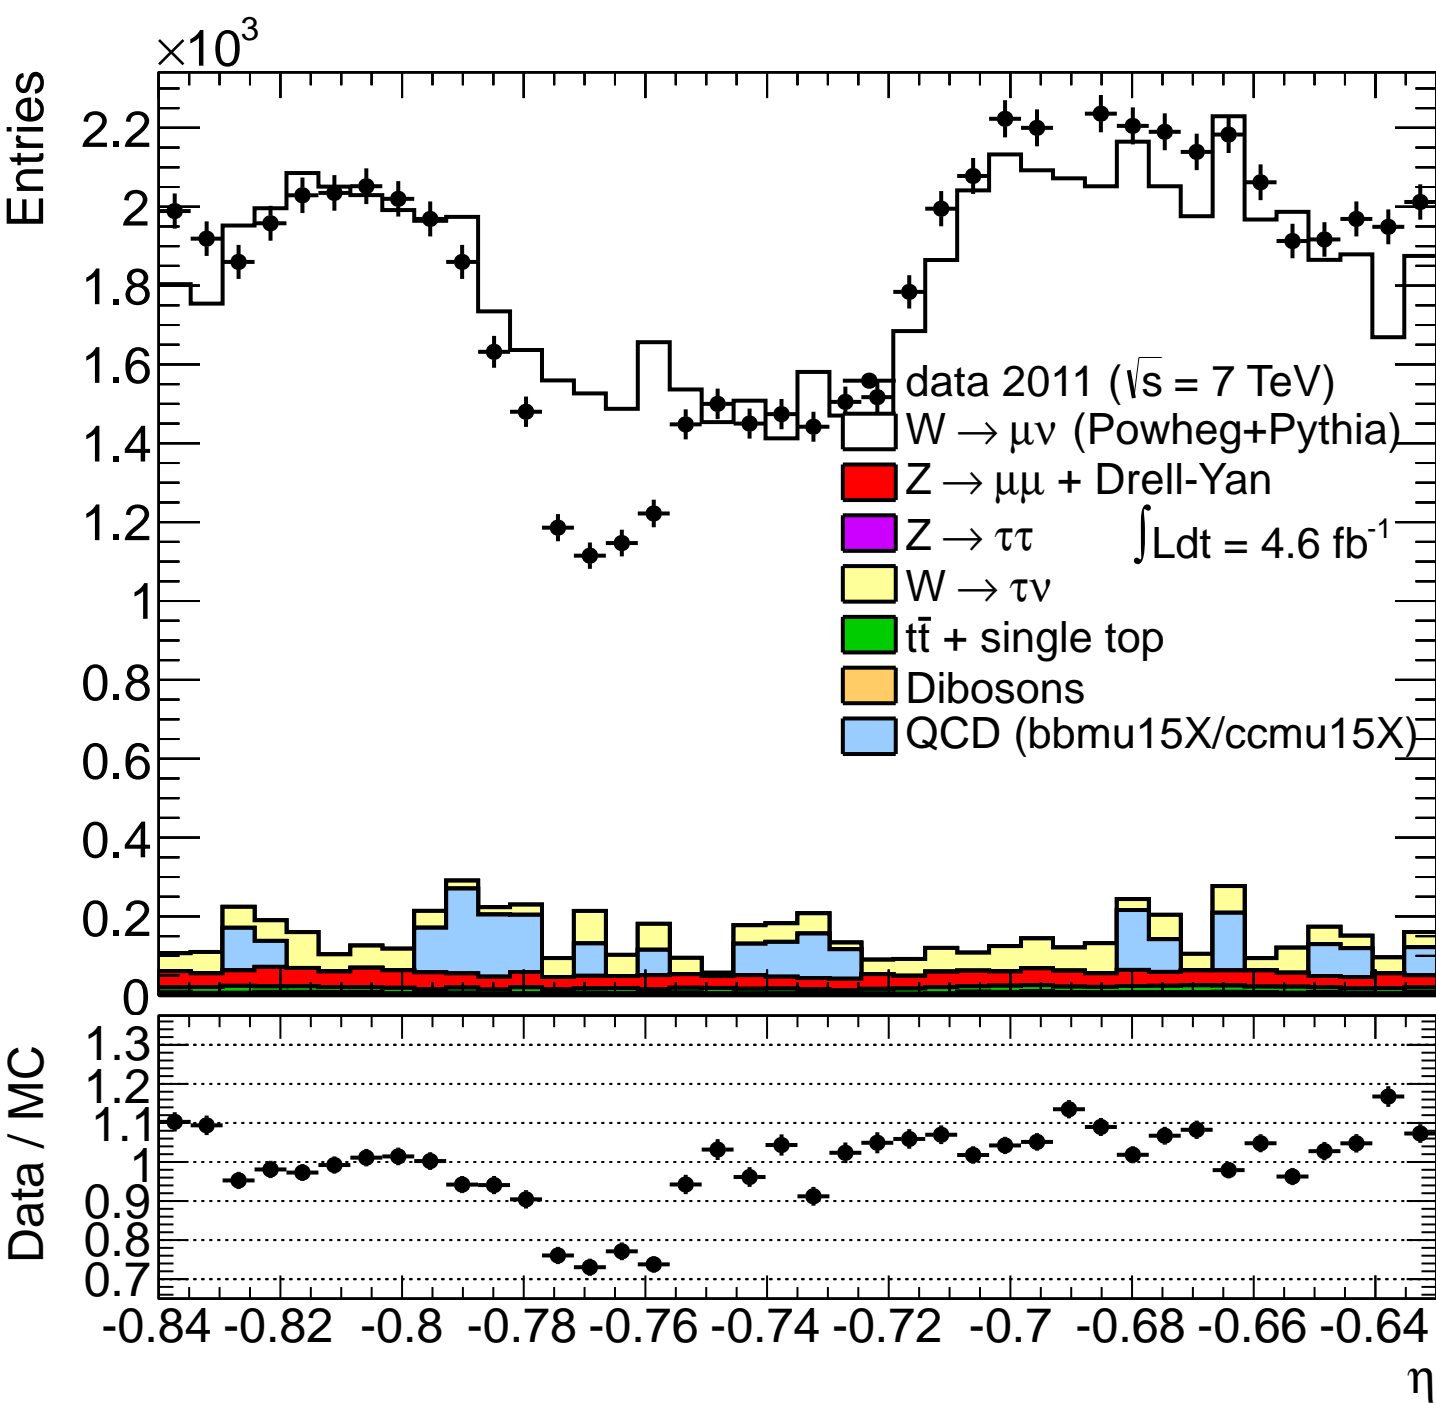 ×10³
Entries
2.2
2
1.8
1.6
1.4
1.2
1
0.8
0.6
0.4
0.2
0
data 2011 (√s = 7 TeV)
W → μν (Powheg+Pythia)
Z → μμ + Drell-Yan
Z → ττ
∫Ldt = 4.6 fb⁻¹
W → τν
tt̄ + single top
Dibosons
QCD (bbmu15X/ccmu15X)
Data / MC
1.3
1.2
1.1
1
0.9
0.8
0.7
-0.84 -0.82 -0.8 -0.78 -0.76 -0.74 -0.72 -0.7 -0.68 -0.66 -0.64
η